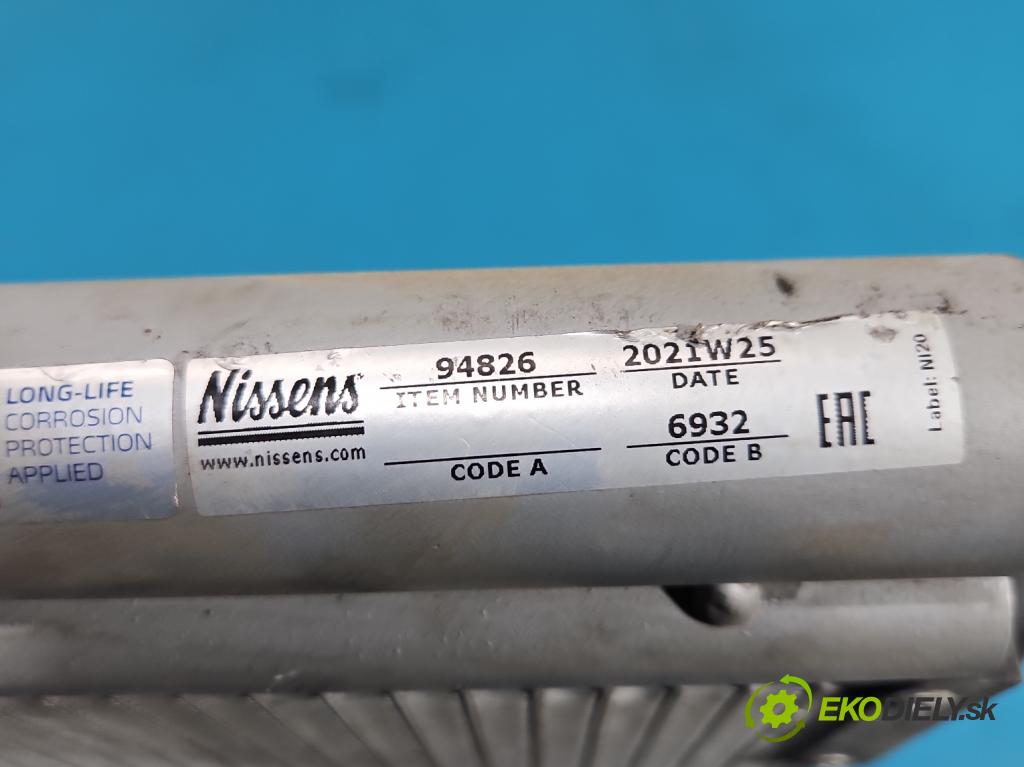 LONG-LIFE
CORROSION
PROTECTION
APPLIED
Nissens
www.nissens.com
94826
ITEM NUMBER
CODE A
2021W25
DATE
6932
CODE B
EAC
Label: NI20
EKODIELY.sk